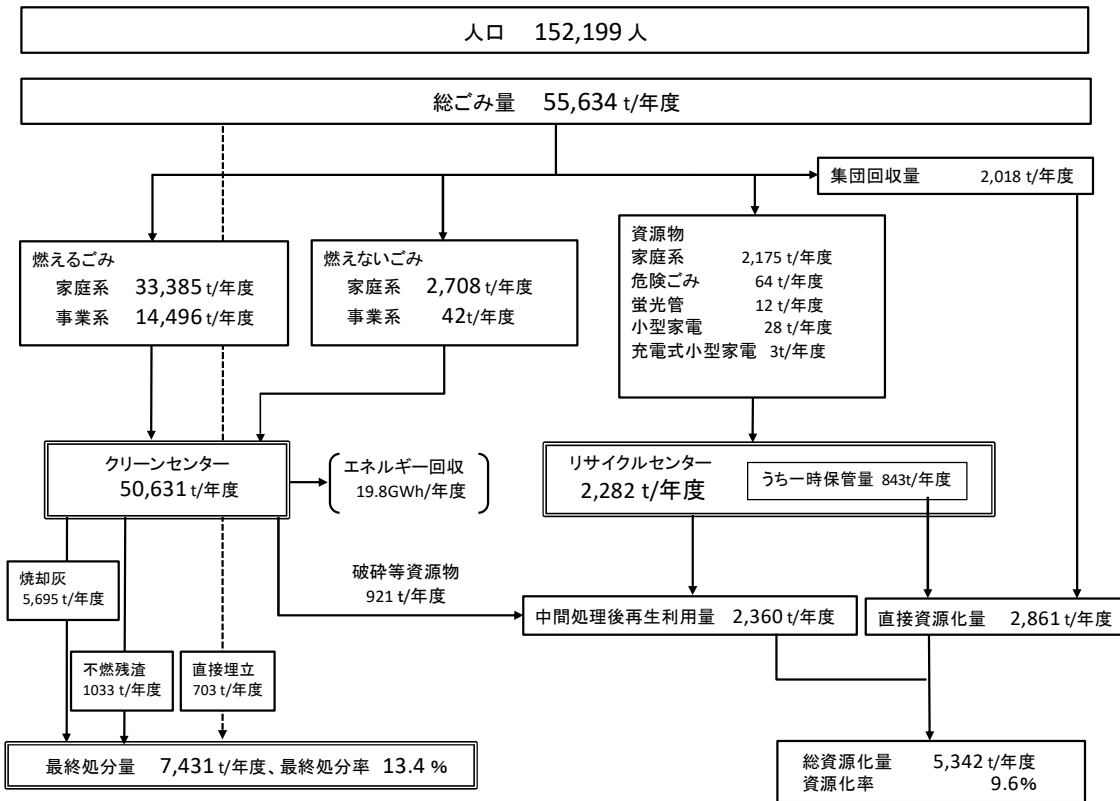 人口 152,199 人
総ごみ量 55,634 t/年度
集団回収量 2,018 t/年度
燃えるごみ
家庭系 33,385 t/年度
事業系 14,496 t/年度
燃えないごみ
家庭系 2,708 t/年度
事業系 42t/年度
資源物
家庭系 2,175 t/年度
危険ごみ 64 t/年度
蛍光管 12 t/年度
小型家電 28 t/年度
充電式小型家電 3t/年度
クリーンセンター
50,631 t/年度
エネルギー回収
19.8GWh/年度
リサイクルセンター
2,282 t/年度
うち一時保管量 843t/年度
焼却灰
5,695 t/年度
破砕等資源物
921 t/年度
中間処理後再生利用量 2,360 t/年度
直接資源化量 2,861 t/年度
不燃残渣
1033 t/年度
直接埋立
703 t/年度
最終処分量 7,431 t/年度、最終処分率 13.4 %
総資源化量 5,342 t/年度
資源化率 9.6%